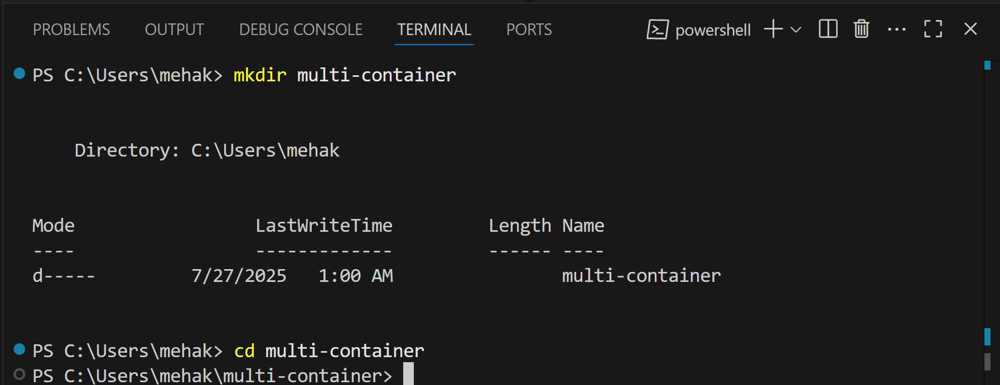 PROBLEMS OUTPUT DEBUG CONSOLE TERMINAL PORTS powershell
PS C:\Users\mehak> mkdir multi-container
Directory: C:\Users\mehak
Mode LastWriteTime Length Name
---- ------------- ------ ----
d----- 7/27/2025 1:00 AM multi-container
PS C:\Users\mehak> cd multi-container
PS C:\Users\mehak\multi-container>